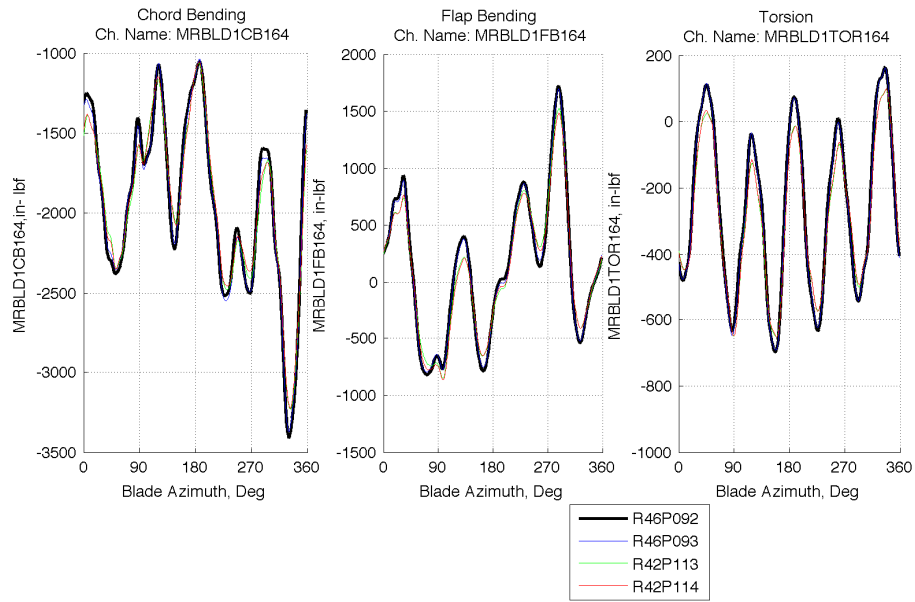 Chord Bending
Ch. Name: MRBLD1CB164
-1000
-1500
-2000
-2500
-3000
-3500
0
90
180
270
360
MRBLD1CB164,in- lbf
Blade Azimuth, Deg
Flap Bending
Ch. Name: MRBLD1FB164
2000
1500
1000
500
0
-500
-1000
-1500
0
90
180
270
360
MRBLD1FB164, in-lbf
Blade Azimuth, Deg
Torsion
Ch. Name: MRBLD1TOR164
200
0
-200
-400
-600
-800
-1000
0
90
180
270
360
MRBLD1TOR164, in-lbf
Blade Azimuth, Deg
R46P092
R46P093
R42P113
R42P114